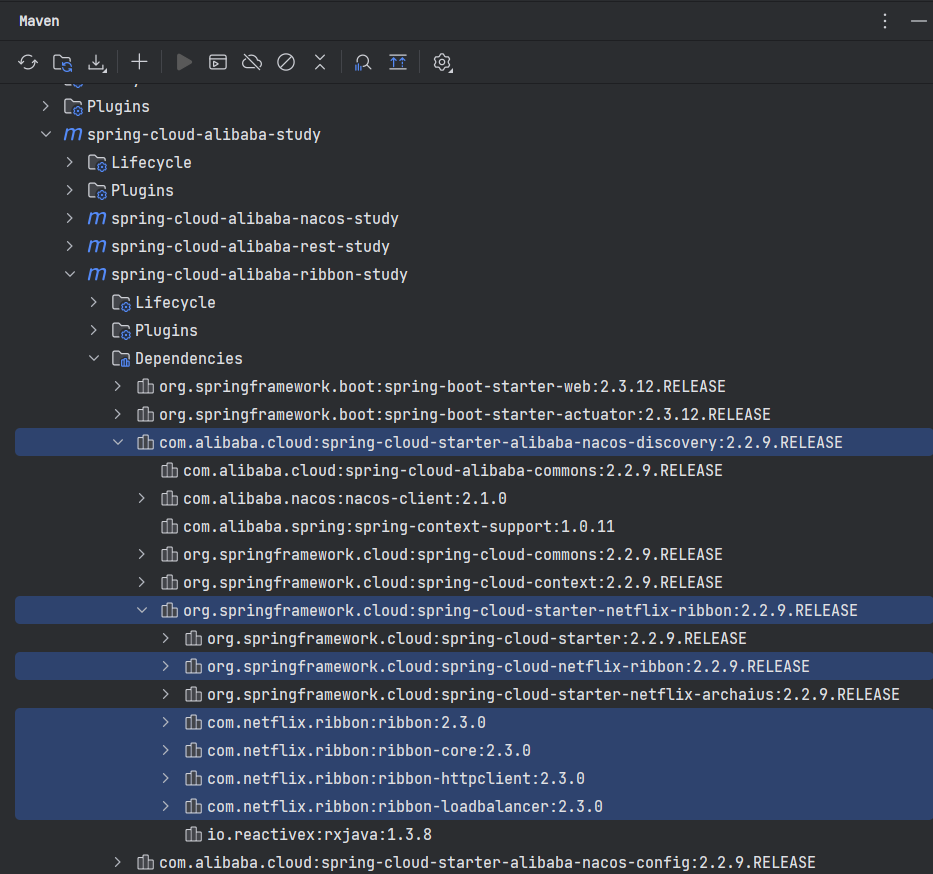 Maven
Plugins
m spring-cloud-alibaba-study
Lifecycle
Plugins
m spring-cloud-alibaba-nacos-study
m spring-cloud-alibaba-rest-study
m spring-cloud-alibaba-ribbon-study
Lifecycle
Plugins
Dependencies
org.springframework.boot:spring-boot-starter-web:2.3.12.RELEASE
org.springframework.boot:spring-boot-starter-actuator:2.3.12.RELEASE
com.alibaba.cloud:spring-cloud-starter-alibaba-nacos-discovery:2.2.9.RELEASE
com.alibaba.cloud:spring-cloud-alibaba-commons:2.2.9.RELEASE
com.alibaba.nacos:nacos-client:2.1.0
com.alibaba.spring:spring-context-support:1.0.11
org.springframework.cloud:spring-cloud-commons:2.2.9.RELEASE
org.springframework.cloud:spring-cloud-context:2.2.9.RELEASE
org.springframework.cloud:spring-cloud-starter-netflix-ribbon:2.2.9.RELEASE
org.springframework.cloud:spring-cloud-starter:2.2.9.RELEASE
org.springframework.cloud:spring-cloud-netflix-ribbon:2.2.9.RELEASE
org.springframework.cloud:spring-cloud-starter-netflix-archaius:2.2.9.RELEASE
com.netflix.ribbon:ribbon:2.3.0
com.netflix.ribbon:ribbon-core:2.3.0
com.netflix.ribbon:ribbon-httpclient:2.3.0
com.netflix.ribbon:ribbon-loadbalancer:2.3.0
io.reactivex:rxjava:1.3.8
com.alibaba.cloud:spring-cloud-starter-alibaba-nacos-config:2.2.9.RELEASE